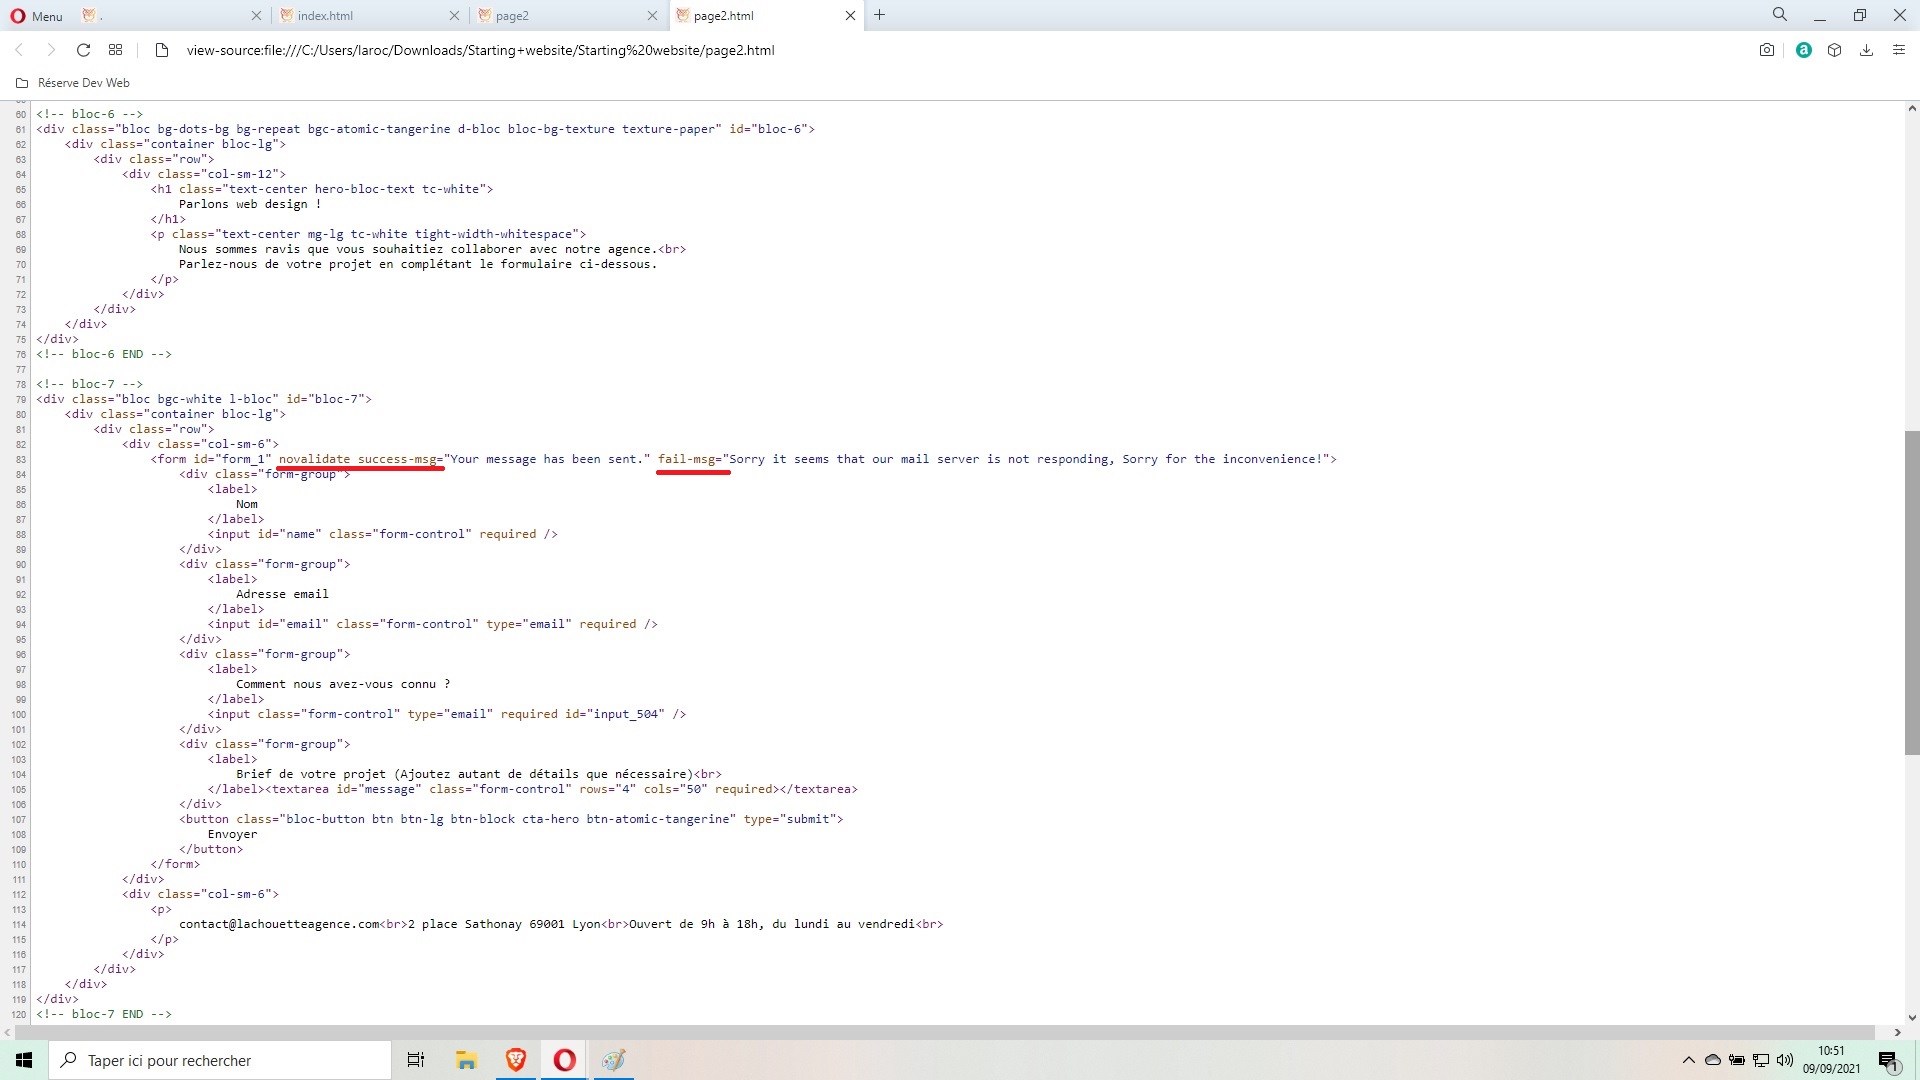 Menu . index.html page2 page2.html
view-source:file:///C:/Users/laroc/Downloads/Starting+website/Starting%20website/page2.html
Réserve Dev Web
60 <!-- bloc-6 -->
61 <div class="bloc bg-dots-bg bg-repeat bgc-atomic-tangerine d-bloc bloc-bg-texture texture-paper" id="bloc-6">
62 <div class="container bloc-lg">
63 <div class="row">
64 <div class="col-sm-12">
65 <h1 class="text-center hero-bloc-text tc-white">
66 Parlons web design !
67 </h1>
68 <p class="text-center mg-lg tc-white tight-width-whitespace">
69 Nous sommes ravis que vous souhaitiez collaborer avec notre agence.<br>
70 Parlez-nous de votre projet en complétant le formulaire ci-dessous.
71 </p>
72 </div>
73 </div>
74 </div>
75 </div>
76 <!-- bloc-6 END -->
77
78 <!-- bloc-7 -->
79 <div class="bloc bgc-white l-bloc" id="bloc-7">
80 <div class="container bloc-lg">
81 <div class="row">
82 <div class="col-sm-6">
83 <form id="form_1" novalidate success-msg="Your message has been sent." fail-msg="Sorry it seems that our mail server is not responding, Sorry for the inconvenience!">
84 <div class="form-group">
85 <label>
86 Nom
87 </label>
88 <input id="name" class="form-control" required />
89 </div>
90 <div class="form-group">
91 <label>
92 Adresse email
93 </label>
94 <input id="email" class="form-control" type="email" required />
95 </div>
96 <div class="form-group">
97 <label>
98 Comment nous avez-vous connu ?
99 </label>
100 <input class="form-control" type="email" required id="input_504" />
101 </div>
102 <div class="form-group">
103 <label>
104 Brief de votre projet (Ajoutez autant de détails que nécessaire)<br>
105 </label><textarea id="message" class="form-control" rows="4" cols="50" required></textarea>
106 </div>
107 <button class="bloc-button btn btn-lg btn-block cta-hero btn-atomic-tangerine" type="submit">
108 Envoyer
109 </button>
110 </form>
111 </div>
112 <div class="col-sm-6">
113 <p>
114 contact@lachouetteagence.com<br>2 place Sathonay 69001 Lyon<br>Ouvert de 9h à 18h, du lundi au vendredi<br>
115 </p>
116 </div>
117 </div>
118 </div>
119 </div>
120 <!-- bloc-7 END -->
Taper ici pour rechercher
10:51
09/09/2021
1